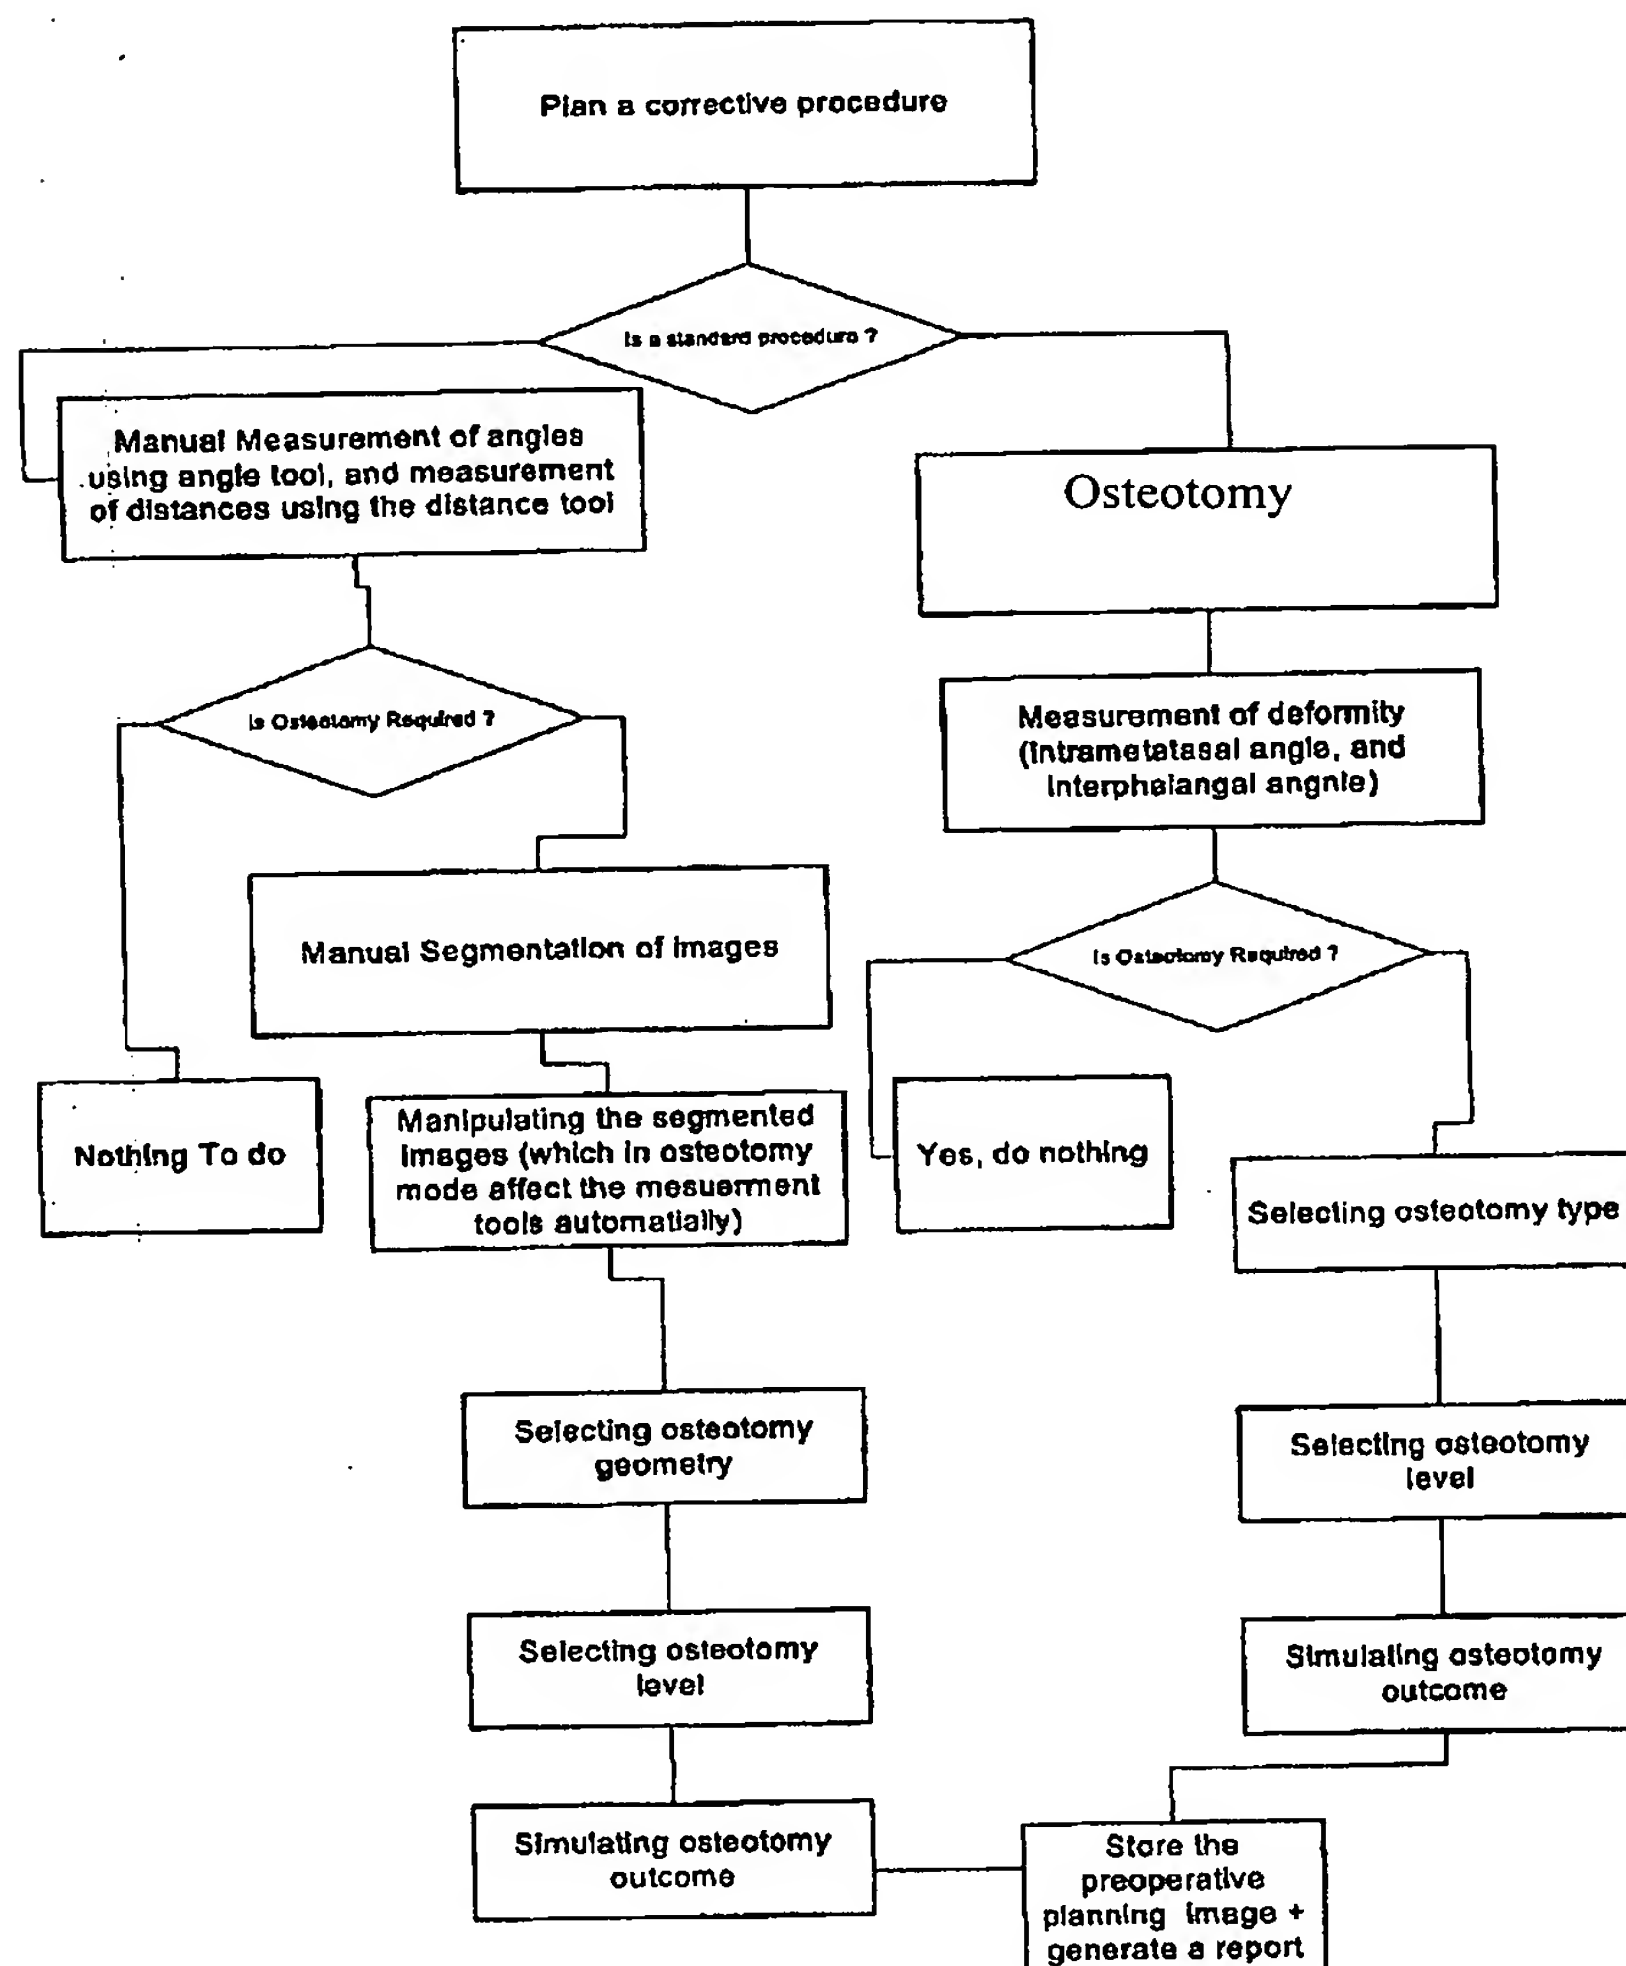 Plan a corrective procedure
Is a standard procedure ?
Manual Measurement of angles
using angle tool, and measurement
of distances using the distance tool
Osteotomy
Is Osteotomy Required ?
Measurement of deformity
(intrametatasal angle, and
interphalangal angnle)
Manual Segmentation of images
Is Osteotomy Required ?
Nothing To do
Manipulating the segmented
images (which in osteotomy
mode affect the mesuerment
tools automatially)
Yes, do nothing
Selecting osteotomy type
Selecting osteotomy
geometry
Selecting osteotomy
level
Selecting osteotomy
level
Simulating osteotomy
outcome
Simulating osteotomy
outcome
Store the
preoperative
planning image +
generate a report